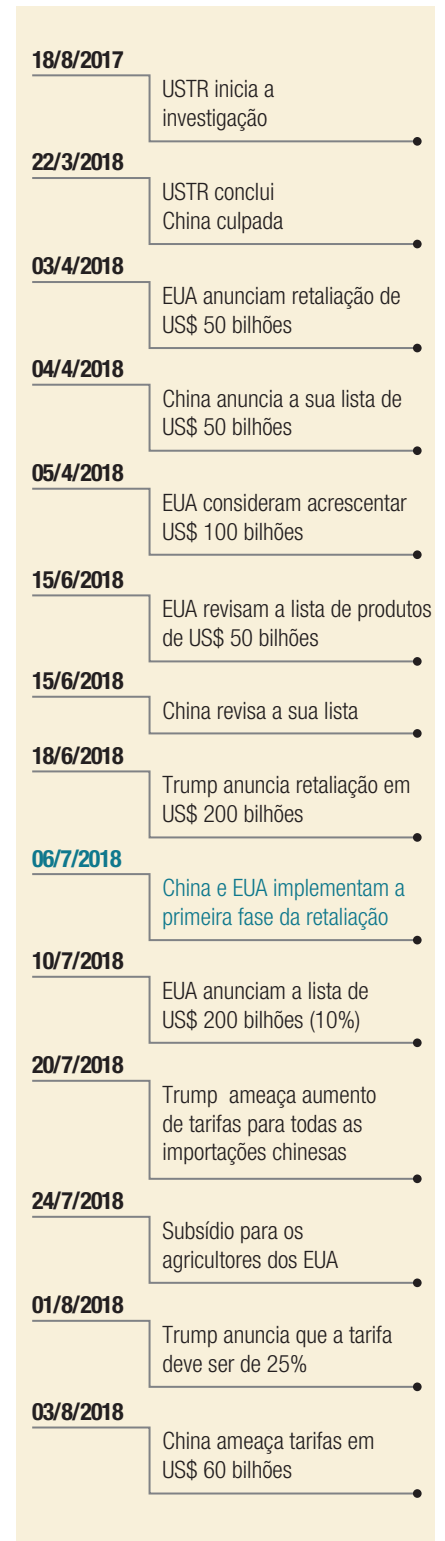 18/8/2017
USTR inicia a
investigação
22/3/2018
USTR conclui
China culpada
03/4/2018
EUA anunciam retaliação de
US$ 50 bilhões
04/4/2018
China anuncia a sua lista de
US$ 50 bilhões
05/4/2018
EUA consideram acrescentar
US$ 100 bilhões
15/6/2018
EUA revisam a lista de produtos
de US$ 50 bilhões
15/6/2018
China revisa a sua lista
18/6/2018
Trump anuncia retaliação em
US$ 200 bilhões
06/7/2018
China e EUA implementam a
primeira fase da retaliação
10/7/2018
EUA anunciam a lista de
US$ 200 bilhões (10%)
20/7/2018
Trump ameaça aumento
de tarifas para todas as
importações chinesas
24/7/2018
Subsídio para os
agricultores dos EUA
01/8/2018
Trump anuncia que a tarifa
deve ser de 25%
03/8/2018
China ameaça tarifas em
US$ 60 bilhões